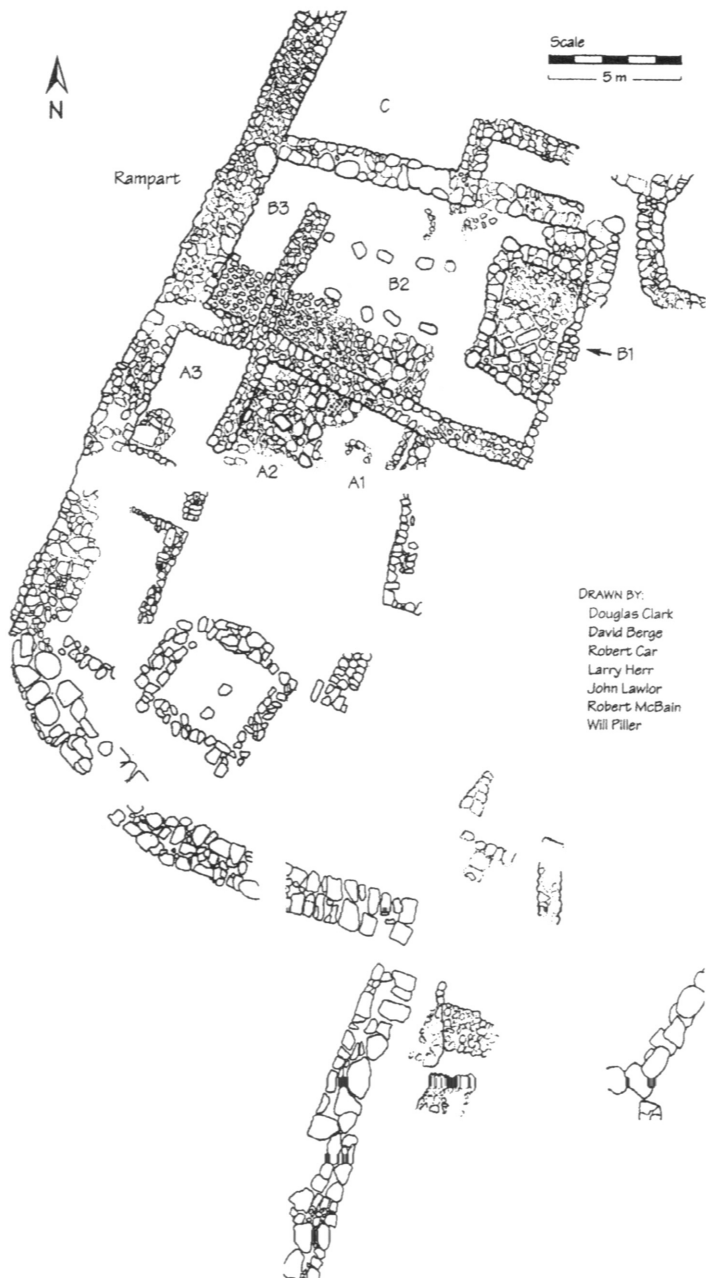 Scale
5 m
N
C
Rampart
B3
B2
B1
A3
A2
A1
DRAWN BY:
Douglas Clark
David Berge
Robert Car
Larry Herr
John Lawlor
Robert McBain
Will Piller